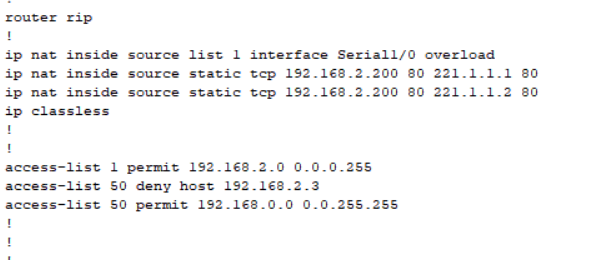 !
router rip
!
ip nat inside source list 1 interface Serial1/0 overload
ip nat inside source static tcp 192.168.2.200 80 221.1.1.1 80
ip nat inside source static tcp 192.168.2.200 80 221.1.1.2 80
ip classless
!
!
access-list 1 permit 192.168.2.0 0.0.0.255
access-list 50 deny host 192.168.2.3
access-list 50 permit 192.168.0.0 0.0.255.255
!
!
!